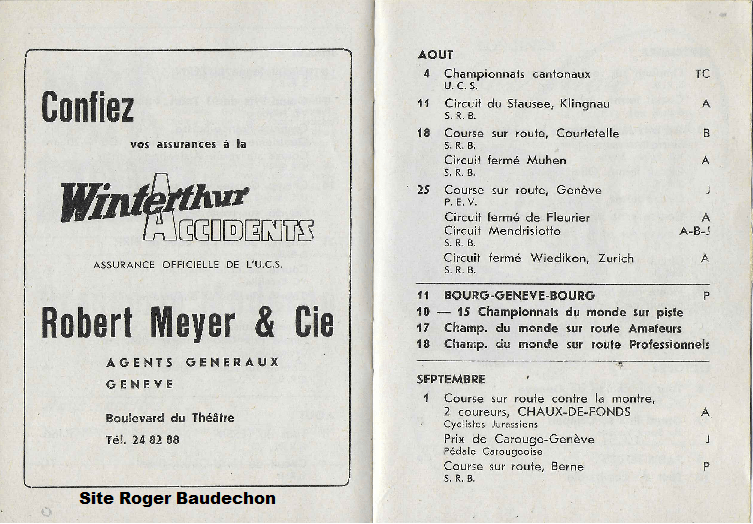 Confiez
vos assurances à la
Winterthur
ACCIDENTS
ASSURANCE OFFICIELLE DE L'U.C.S.
Robert Meyer & Cie
AGENTS GENERAUX
GENEVE
Boulevard du Théâtre
Tél. 24 82 88
Site Roger Baudechon
AOUT
4 Championnats cantonaux TC
U. C. S.
11 Circuit du Stausee, Klingnau A
S. R. B.
18 Course sur route, Courtetelle B
S. R. B.
Circuit fermé Muhen A
S. R. B.
25 Course sur route, Genève J
P. E. V.
Circuit fermé de Fleurier A
Circuit Mendrisiotto A-B-J
S. R. B.
Circuit fermé Wiedikon, Zurich A
S. R. B.
11 BOURG-GENEVE-BOURG P
10 — 15 Championnats du monde sur piste
17 Champ. du monde sur route Amateurs
18 Champ. du monde sur route Professionnels
SEPTEMBRE
1 Course sur route contre la montre,
2 coureurs, CHAUX-DE-FONDS A
Cyclistes Jurassiens
Prix de Carouge-Genève J
Pédale Carougeoise
Course sur route, Berne P
S. R. B.